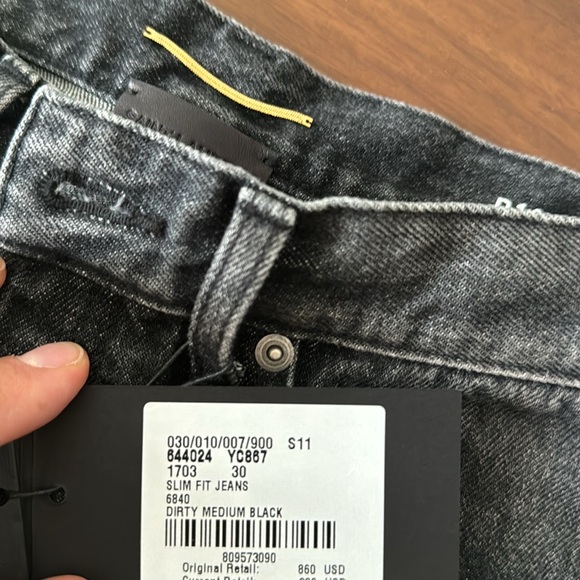 030/010/007/900 S11
644024 YC867
1703 30
SLIM FIT JEANS
6840
DIRTY MEDIUM BLACK
809573090
Original Retail: 860 USD